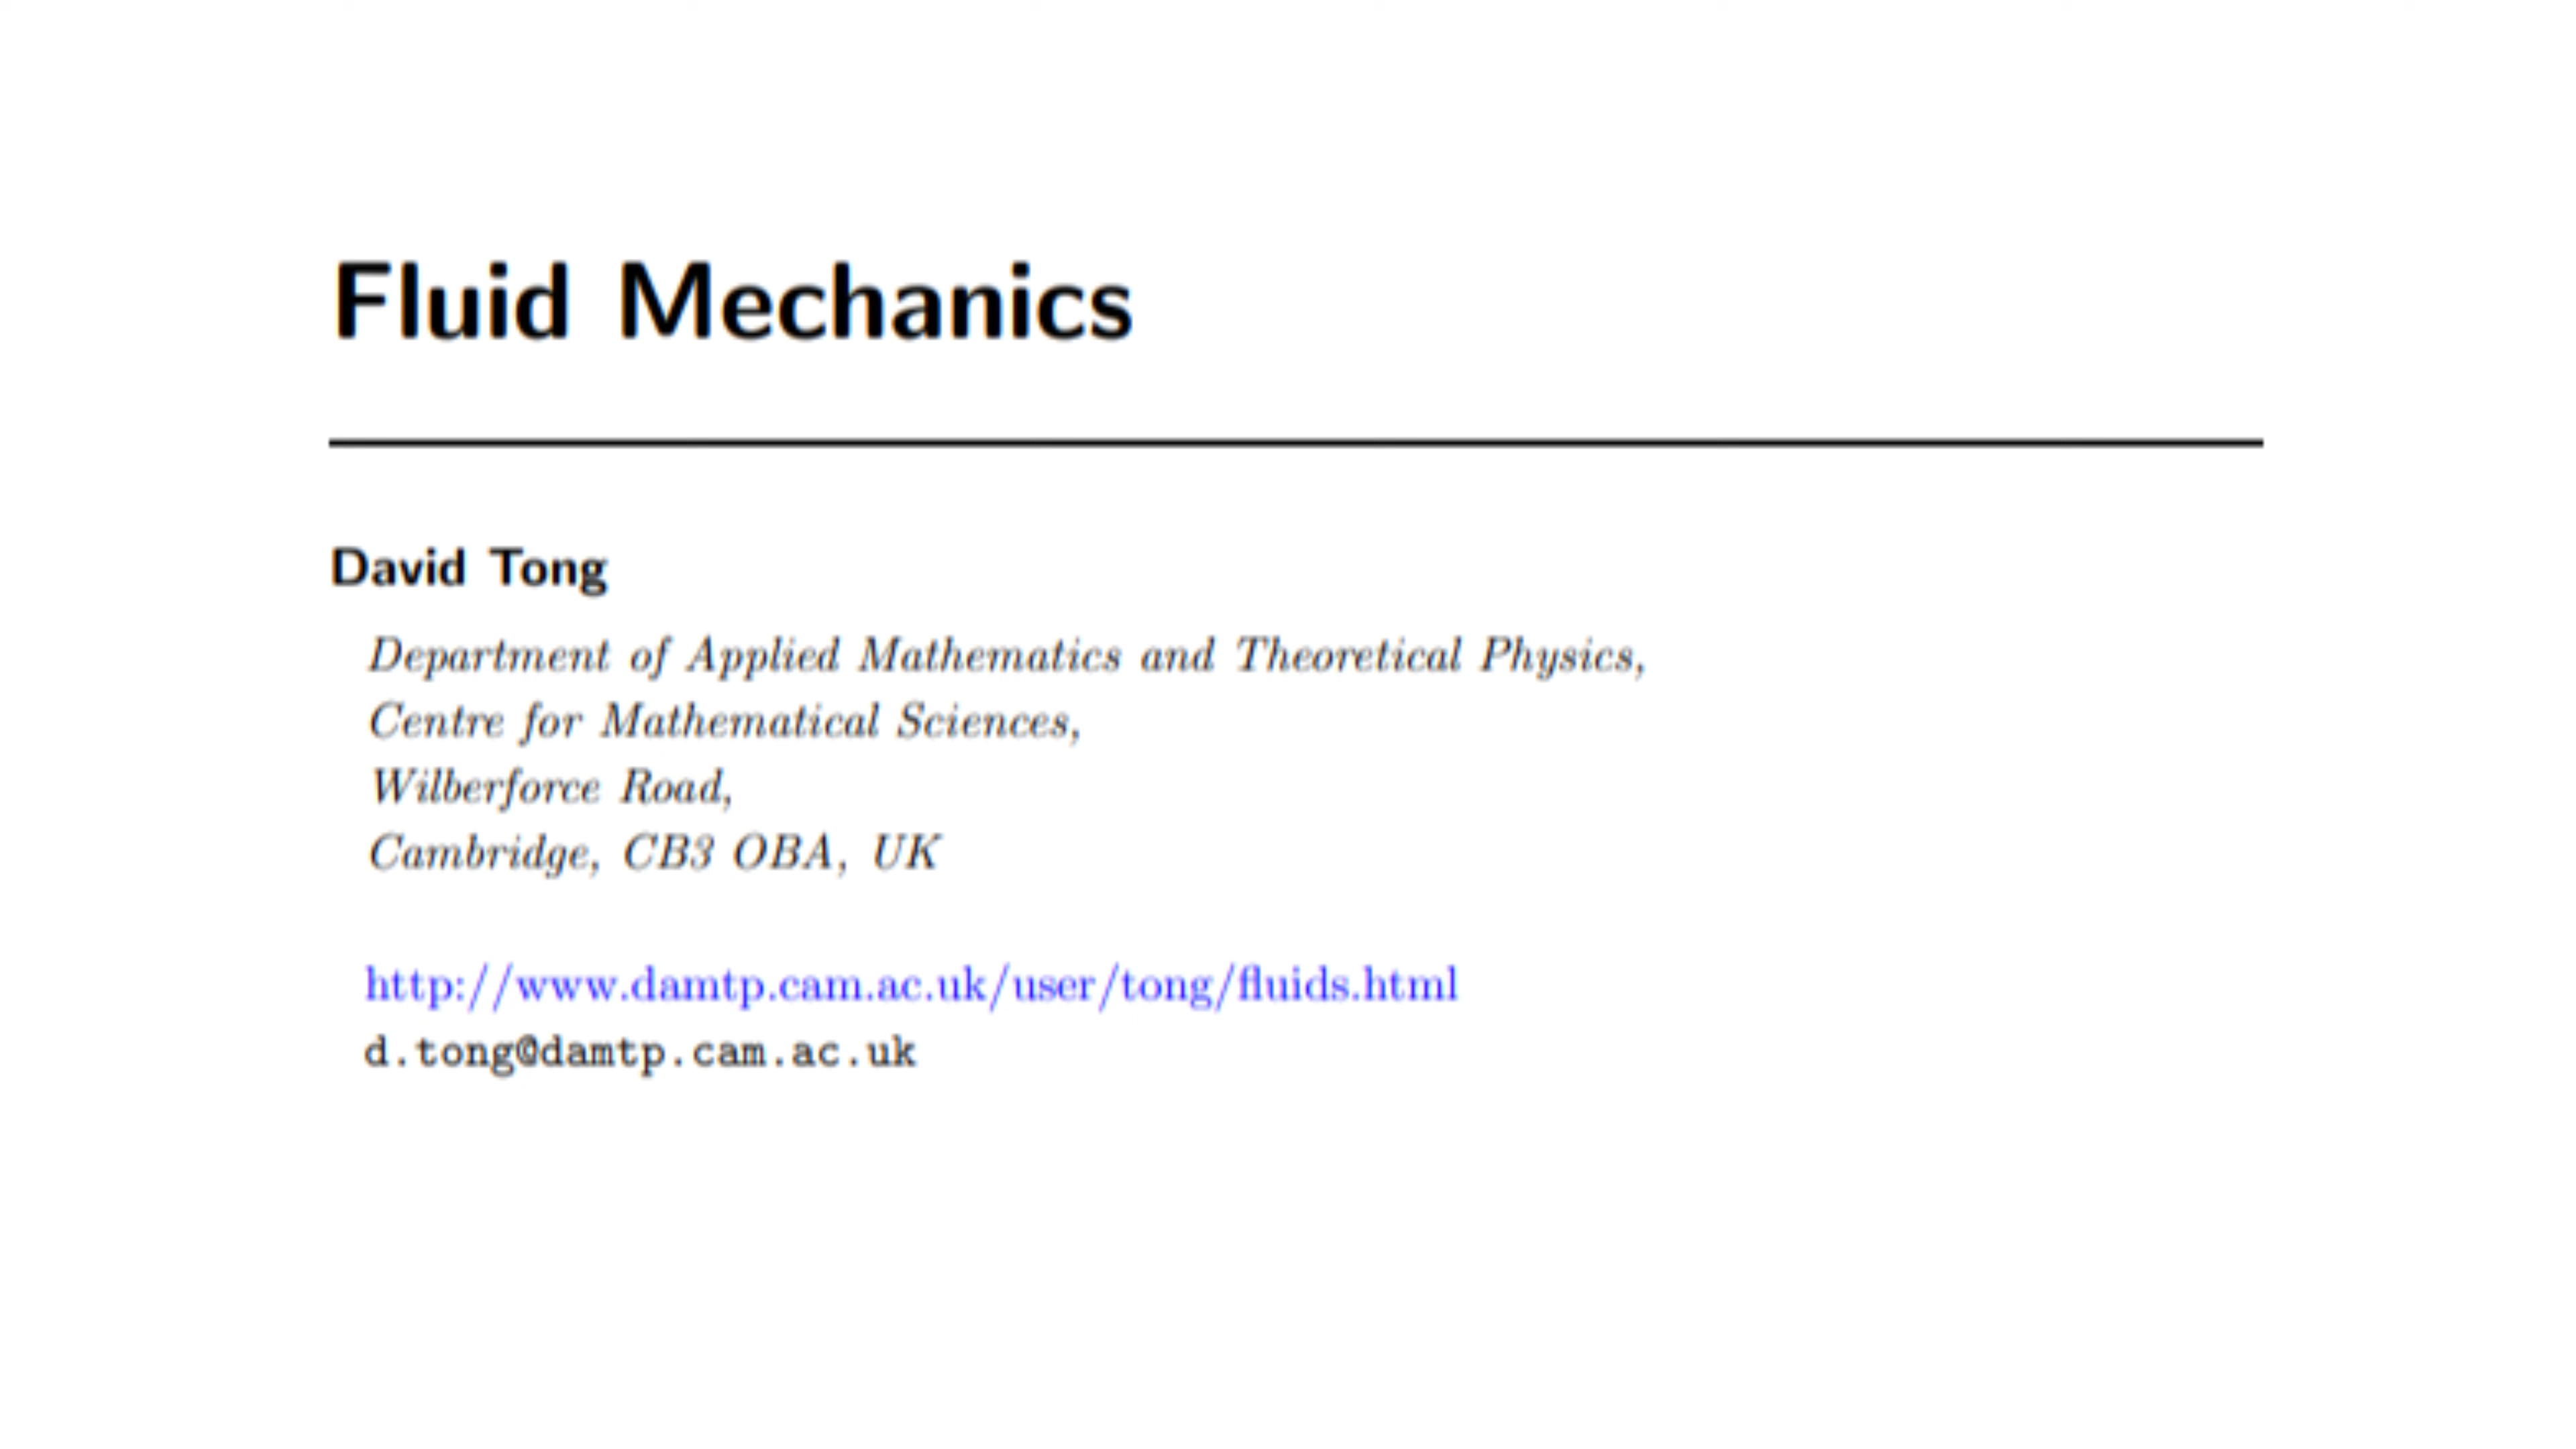 Fluid Mechanics
David Tong
Department of Applied Mathematics and Theoretical Physics,
Centre for Mathematical Sciences,
Wilberforce Road,
Cambridge, CB3 OBA, UK
http://www.damtp.cam.ac.uk/user/tong/fluids.html
d.tong@damtp.cam.ac.uk